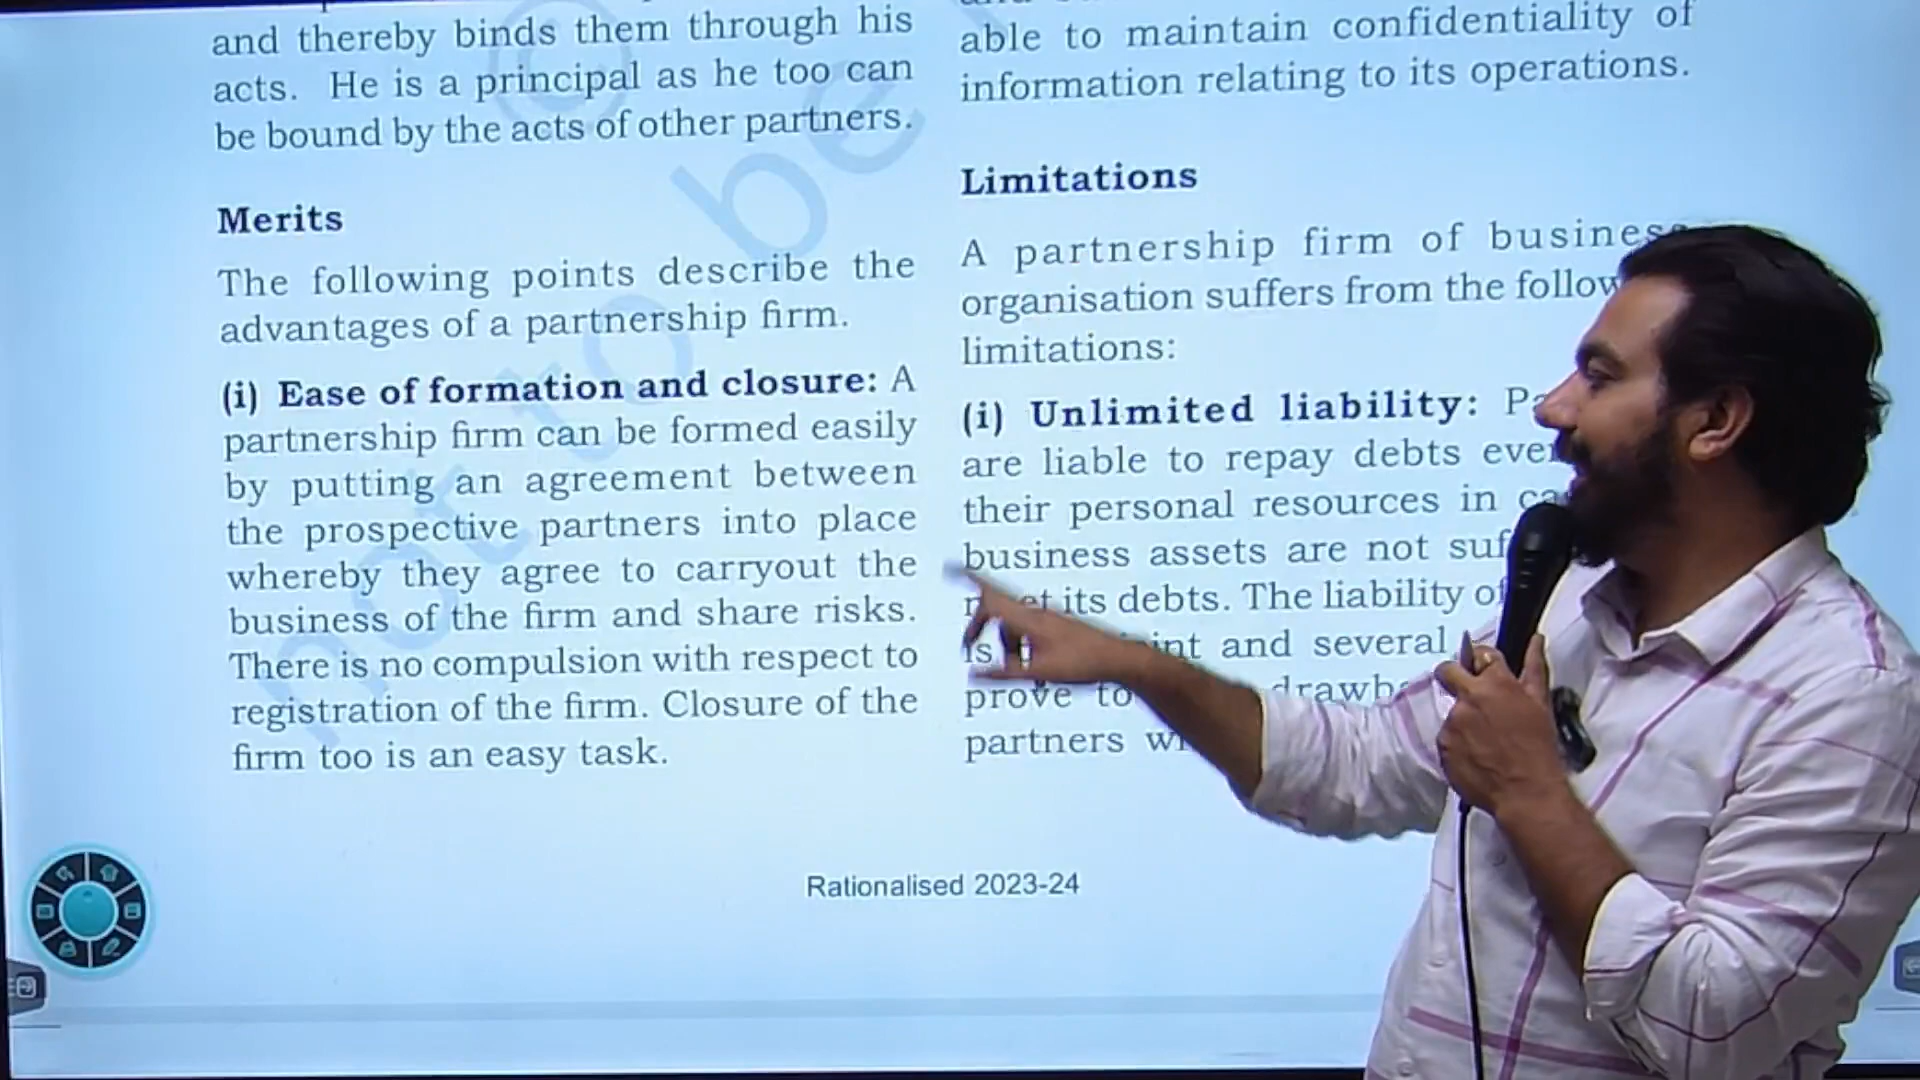 and thereby binds them through his
acts. He is a principal as he too can
be bound by the acts of other partners.
Merits
The following points describe the
advantages of a partnership firm.
(i) Ease of formation and closure: A
partnership firm can be formed easily
by putting an agreement between
the prospective partners into place
whereby they agree to carryout the
business of the firm and share risks.
There is no compulsion with respect to
registration of the firm. Closure of the
firm too is an easy task.
able to maintain confidentiality of
information relating to its operations.
Limitations
A partnership firm of business
organisation suffers from the
limitations:
(i) Unlimited liability:
are liable to repay debts
their personal resources in
business assets are not
its debts. The liability of
is and several
prove to
partners
Rationalised 2023-24
not to be
©